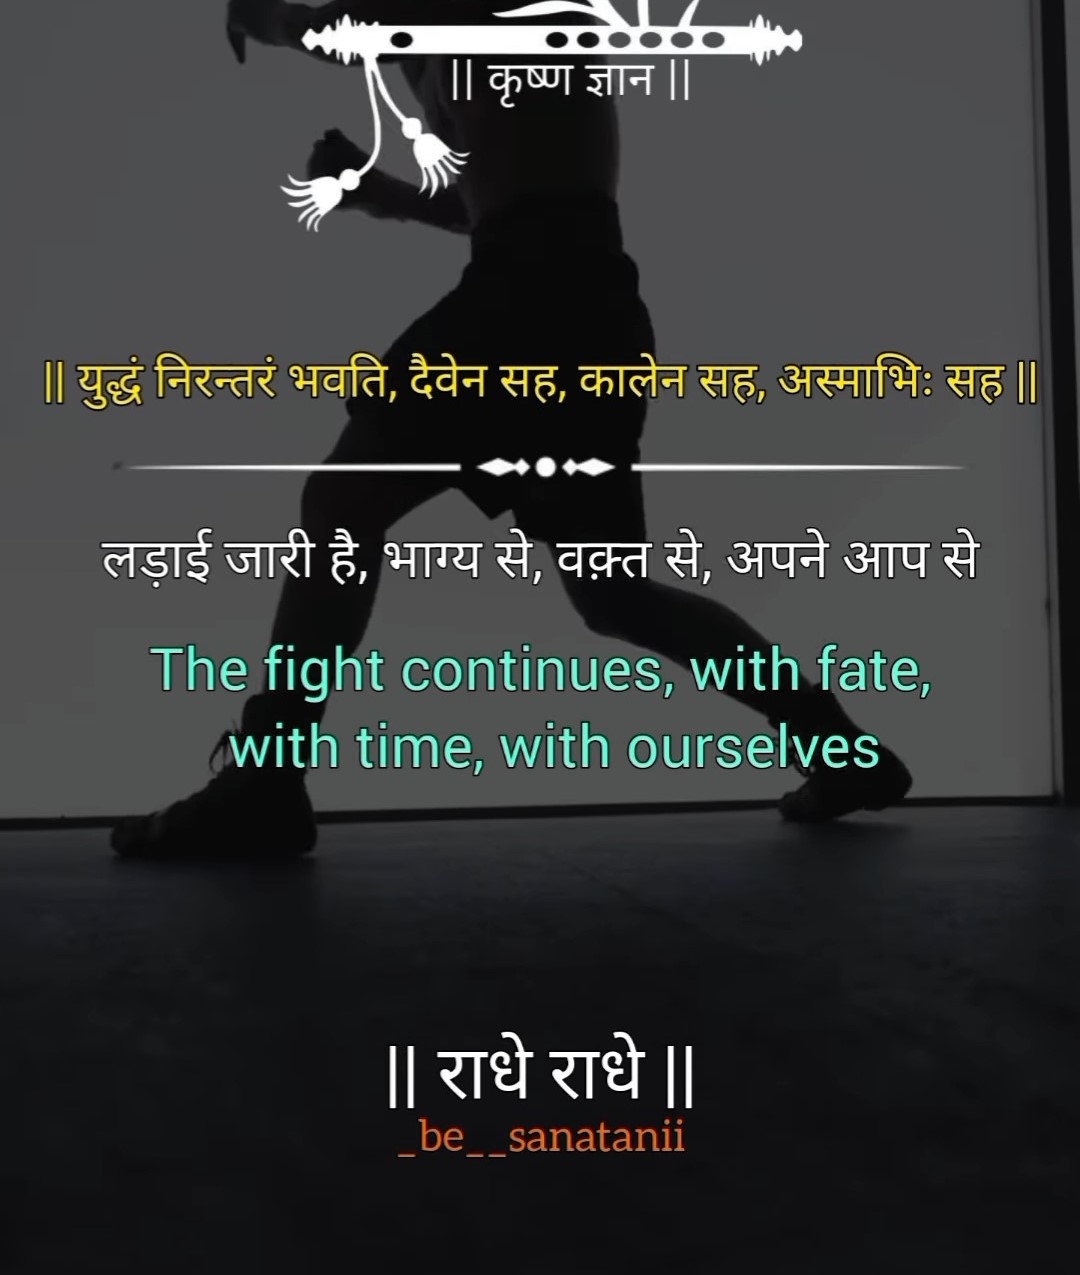 || कृष्ण ज्ञान ||
|| युद्धं निरन्तरं भवति, दैवेन सह, कालेन सह, अस्माभिः सह ||
लड़ाई जारी है, भाग्य से, वक़्त से, अपने आप से
The fight continues, with fate,
with time, with ourselves
|| राधे राधे ||
_be__sanatanii